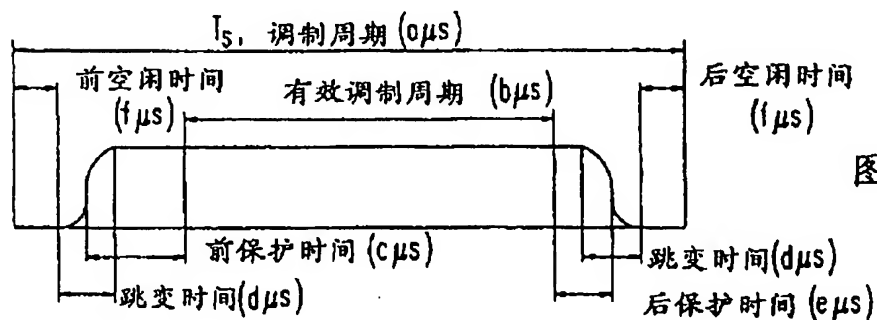 Ts, 调制周期 (aμs)
前空闲时间
(fμs)
有效调制周期 (bμs)
后空闲时间
(fμs)
图
前保护时间 (cμs)
跳变时间(dμs)
跳变时间(dμs)
后保护时间 (eμs)